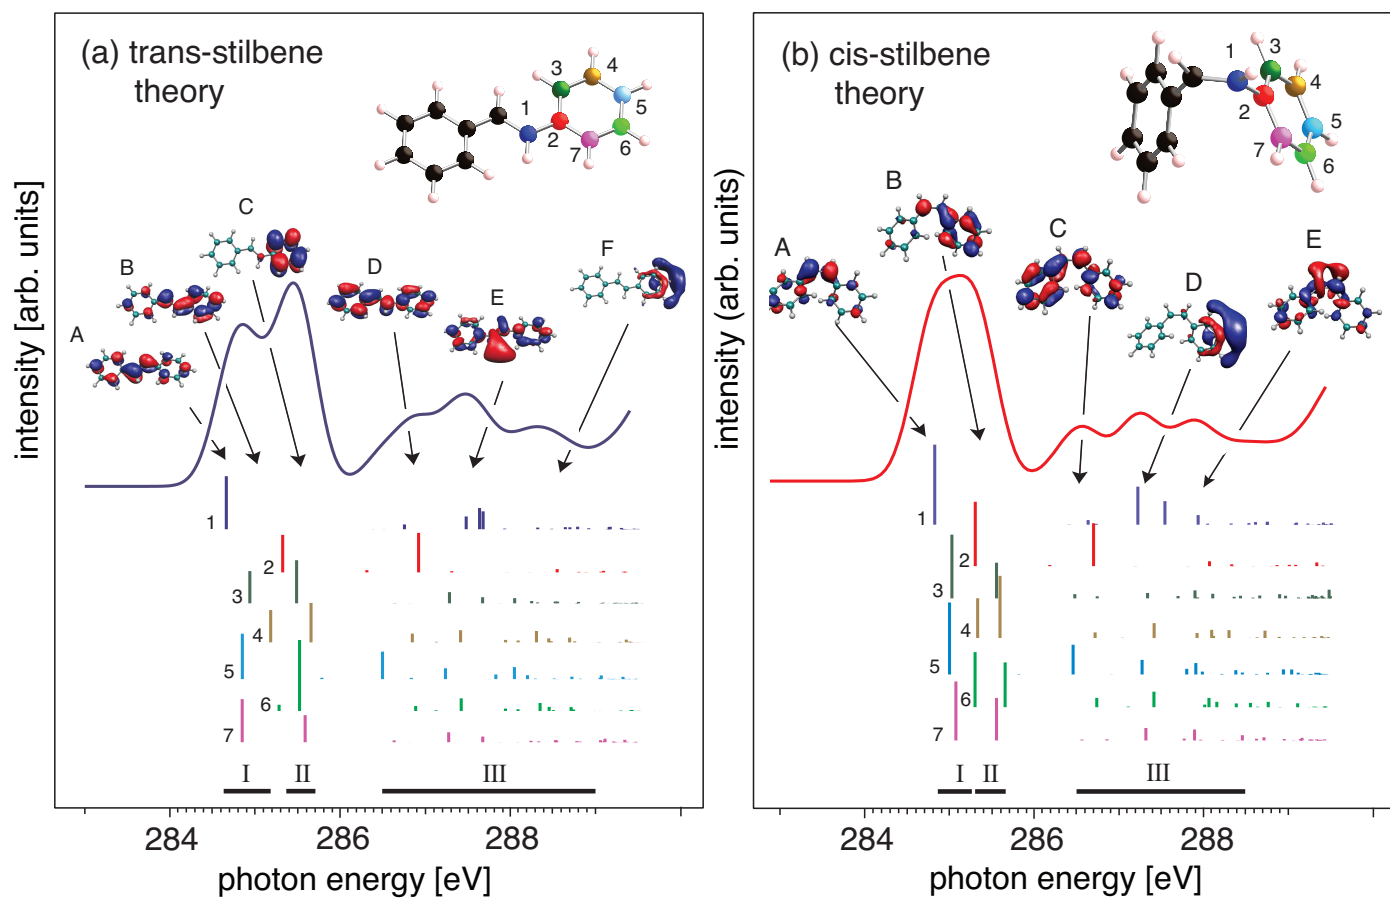 (a) trans-stilbene
theory
1
2
3
4
5
6
7
A
B
C
D
E
F
intensity [arb. units]
1
2
3
4
5
6
7
I
II
III
284
286
288
photon energy [eV]
(b) cis-stilbene
theory
1
2
3
4
5
6
7
A
B
C
D
E
intensity (arb. units)
1
2
3
4
5
6
7
I
II
III
284
286
288
photon energy [eV]